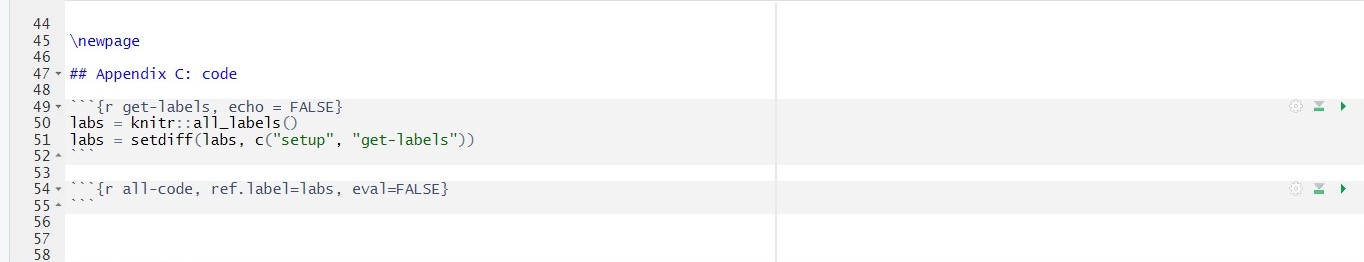 44
45 \newpage
46
47 ## Appendix C: code
48
49 ```{r get-labels, echo = FALSE}
50 labs = knitr::all_labels()
51 labs = setdiff(labs, c("setup", "get-labels"))
52 ```
53
54 ```{r all-code, ref.label=labs, eval=FALSE}
55 ```
56
57
58